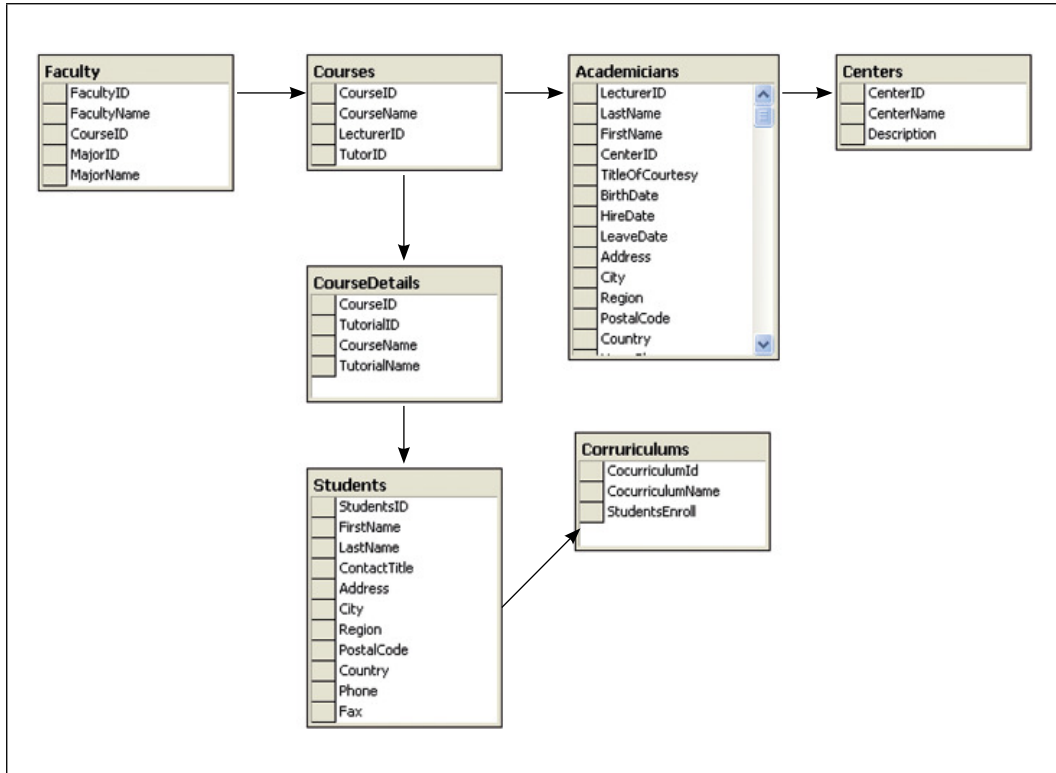 Faculty
FacultyID
FacultyName
CourseID
MajorID
MajorName
Courses
CourseID
CourseName
LecturerID
TutorID
Academicians
LecturerID
LastName
FirstName
CenterID
TitleOfCourtesy
BirthDate
HireDate
LeaveDate
Address
City
Region
PostalCode
Country
Centers
CenterID
CenterName
Description
CourseDetails
CourseID
TutorialID
CourseName
TutorialName
Students
StudentsID
FirstName
LastName
ContactTitle
Address
City
Region
PostalCode
Country
Phone
Fax
Corruriculums
CocurriculumId
CocurriculumName
StudentsEnroll